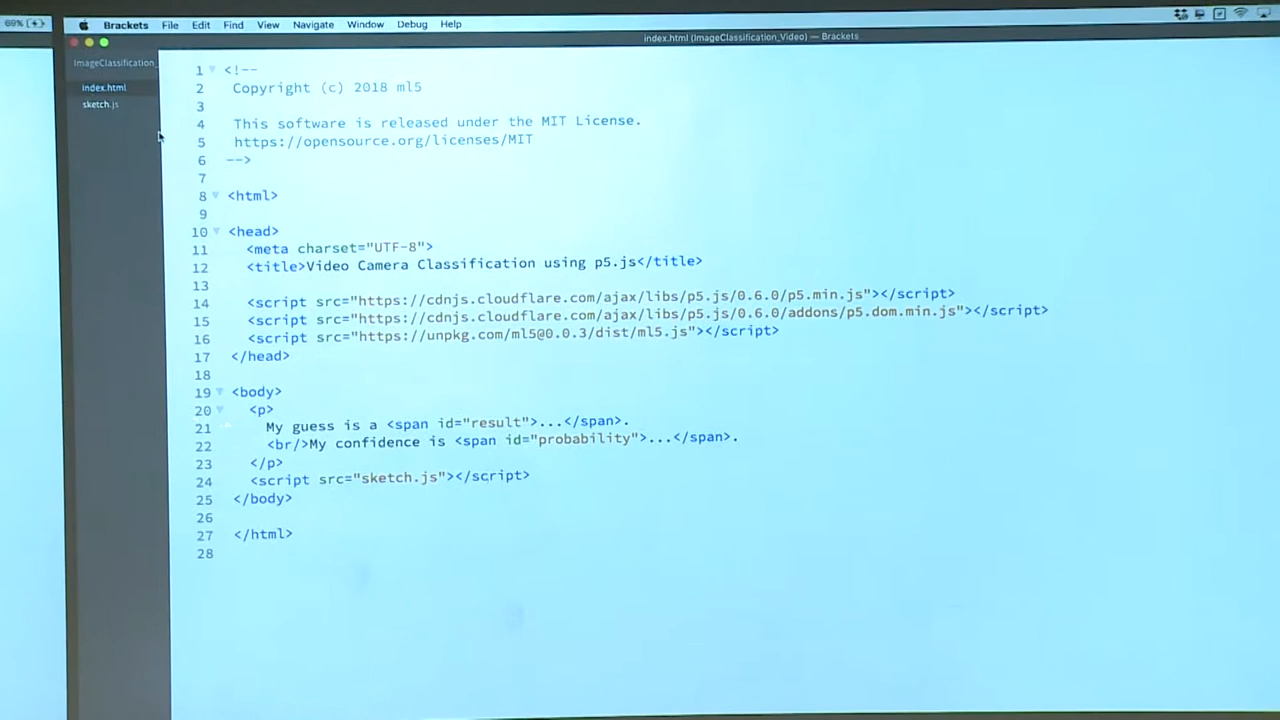 69%
Brackets File Edit Find View Navigate Window Debug Help
index.html (ImageClassification_Video) — Brackets
ImageClassification_
index.html
sketch.js
1 <!--
2 Copyright (c) 2018 ml5
3
4 This software is released under the MIT License.
5 https://opensource.org/licenses/MIT
6 -->
7
8 <html>
9
10 <head>
11 <meta charset="UTF-8">
12 <title>Video Camera Classification using p5.js</title>
13
14 <script src="https://cdnjs.cloudflare.com/ajax/libs/p5.js/0.6.0/p5.min.js"></script>
15 <script src="https://cdnjs.cloudflare.com/ajax/libs/p5.js/0.6.0/addons/p5.dom.min.js"></script>
16 <script src="https://unpkg.com/ml5@0.0.3/dist/ml5.js"></script>
17 </head>
18
19 <body>
20 <p>
21 My guess is a <span id="result">...</span>.
22 <br/>My confidence is <span id="probability">...</span>.
23 </p>
24 <script src="sketch.js"></script>
25 </body>
26
27 </html>
28